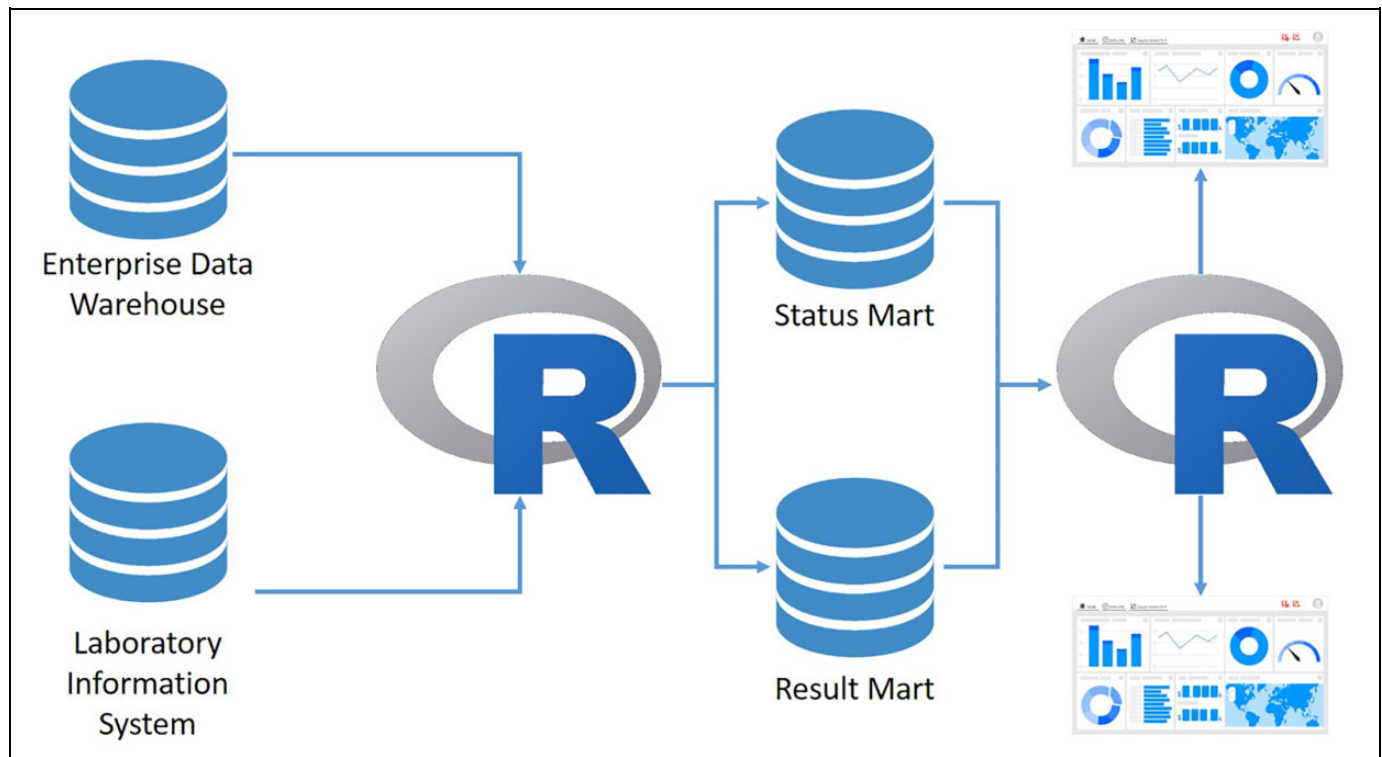 Enterprise Data
Warehouse
Laboratory
Information
System
R
Status Mart
Result Mart
R